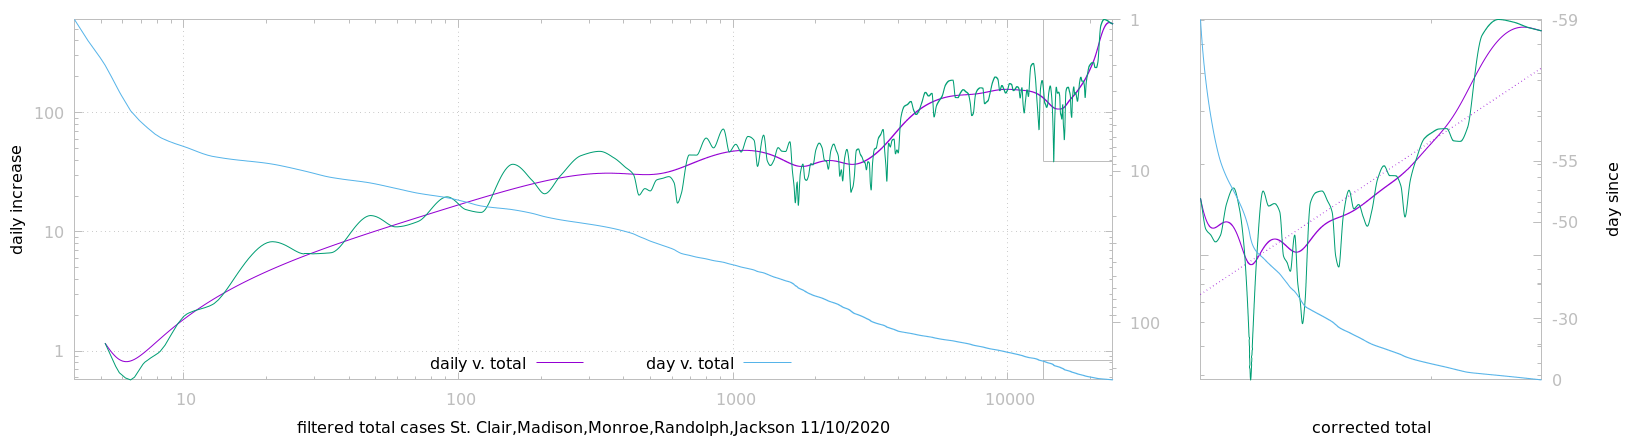 daily increase
100
10
1
1
10
100
daily v. total
day v. total
10
100
1000
10000
filtered total cases St. Clair,Madison,Monroe,Randolph,Jackson 11/10/2020
-59
-55
-50
-30
0
day since
corrected total